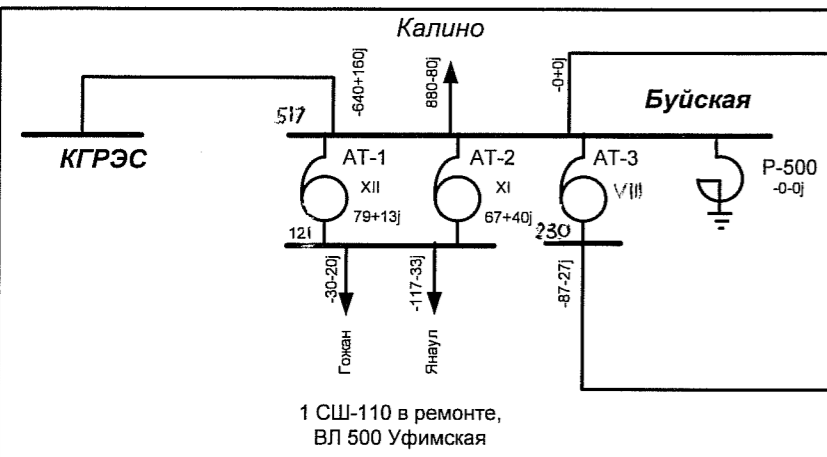 Калино
-640+160j
880-80j
-0+0j
Буйская
517
КГРЭС
АТ-1
АТ-2
АТ-3
Р-500
-0-0j
XII
XI
VIII
79+13j
67+40j
121
230
-30-20j
-117-33j
-87-27j
Гожан
Янаул
1 СШ-110 в ремонте,
ВЛ 500 Уфимская